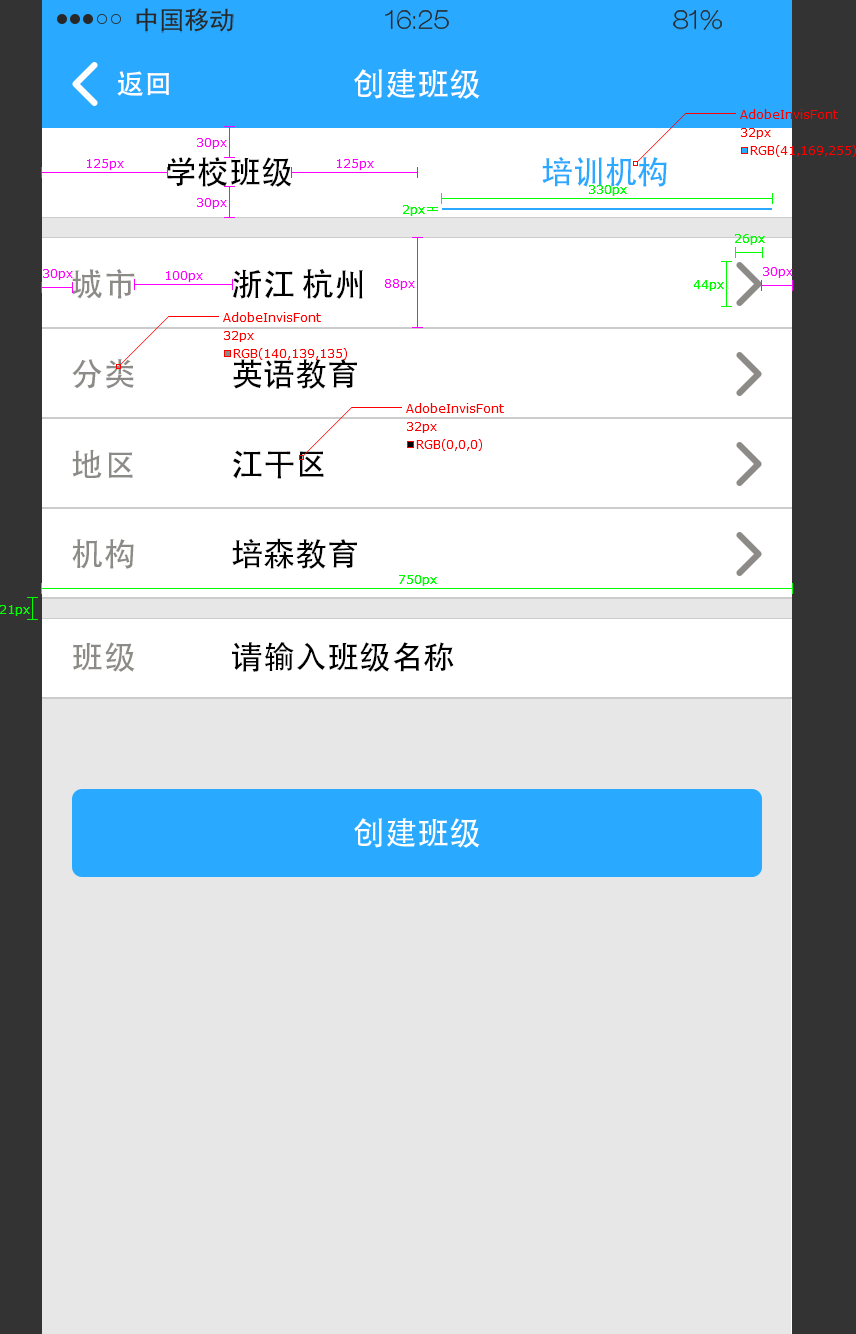 中国移动 16:25 81%
返回 创建班级
AdobeInvisFont
32px
RGB(41,169,255)
30px
125px 学校班级 125px 培训机构
30px
330px
2px
26px
30px 城市 100px 浙江 杭州 88px 44px 30px
AdobeInvisFont
32px
RGB(140,139,135)
分类 英语教育
AdobeInvisFont
32px
RGB(0,0,0)
地区 江干区
机构 培森教育
750px
21px
班级 请输入班级名称
创建班级